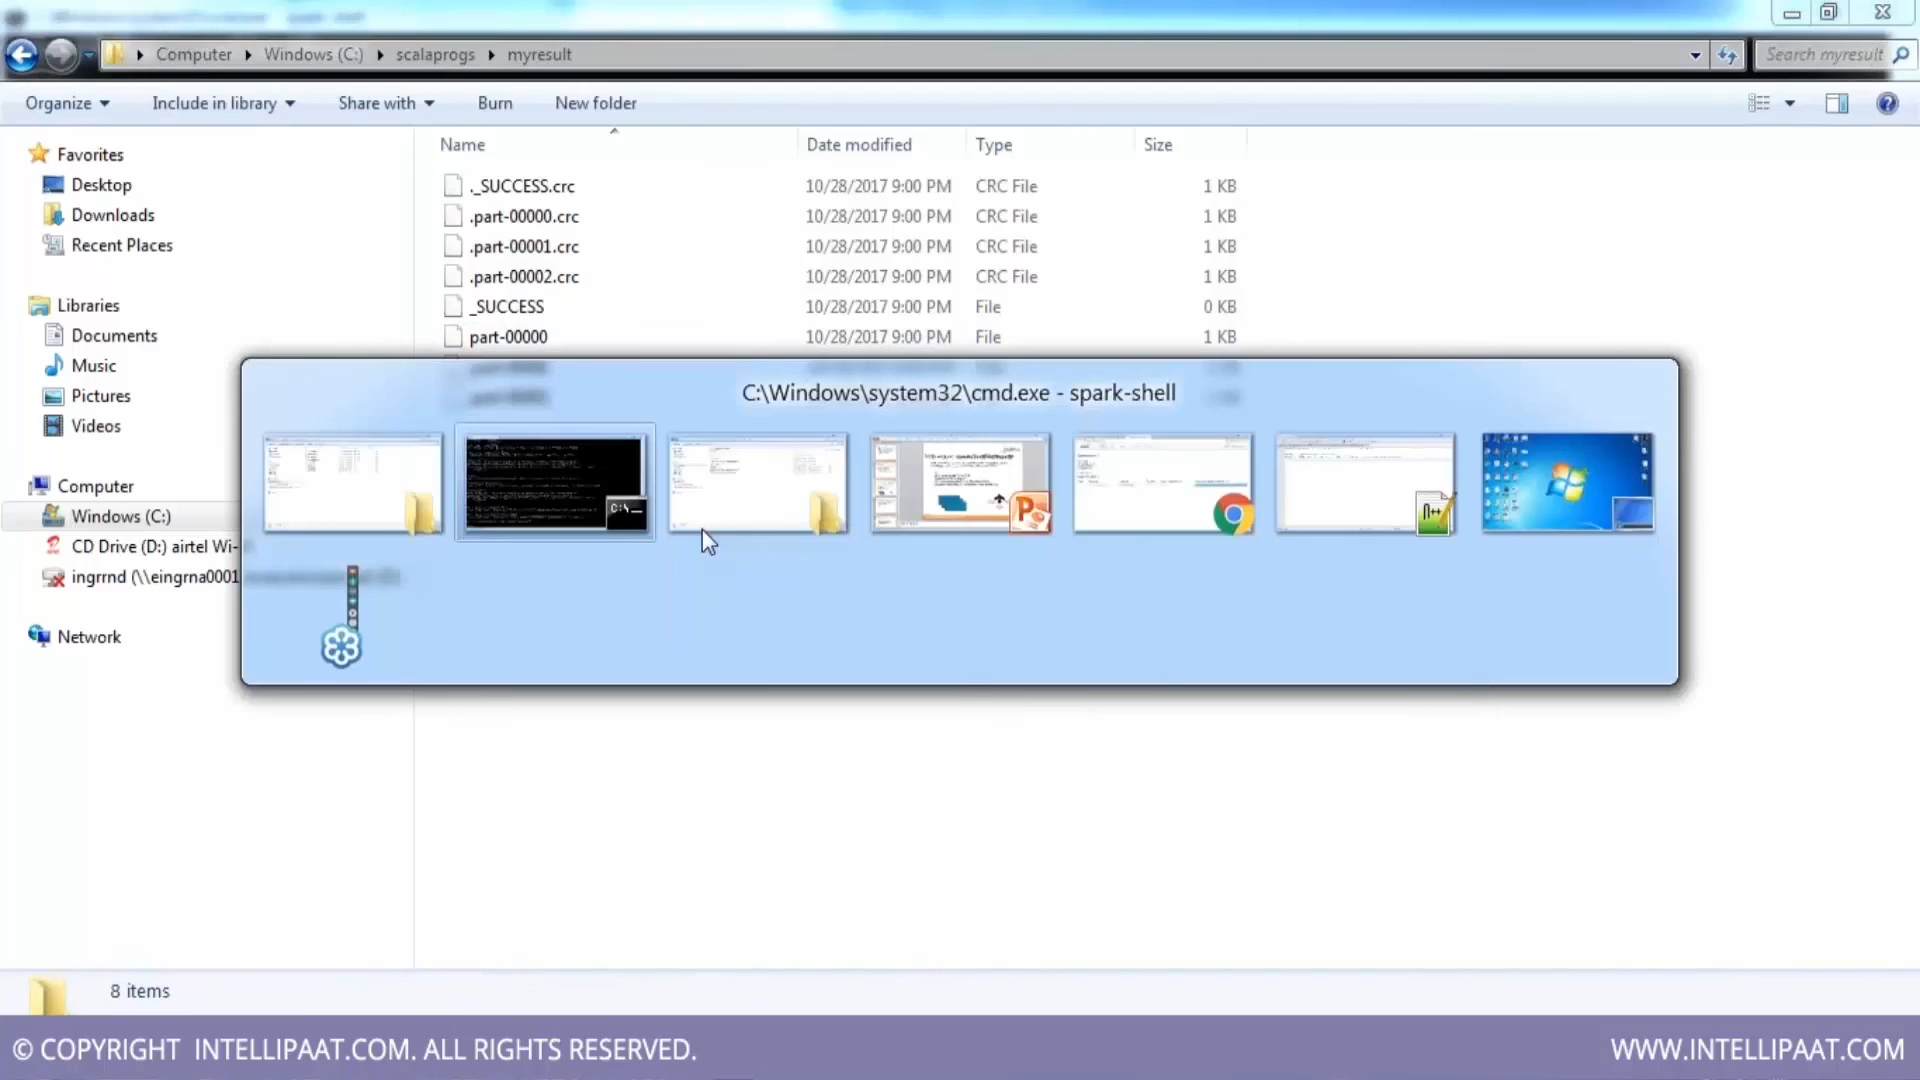 Computer Windows (C:) scalaprogs myresult Search myresult
Organize Include in library Share with Burn New folder
Name Date modified Type Size
Favorites
Desktop
Downloads
Recent Places
Libraries
Documents
Music
Pictures
Videos
Computer
Windows (C:)
CD Drive (D:) airtel Wi-
ingrrnd (\\eingrna0001
Network
._SUCCESS.crc 10/28/2017 9:00 PM CRC File 1 KB
.part-00000.crc 10/28/2017 9:00 PM CRC File 1 KB
.part-00001.crc 10/28/2017 9:00 PM CRC File 1 KB
.part-00002.crc 10/28/2017 9:00 PM CRC File 1 KB
_SUCCESS 10/28/2017 9:00 PM File 0 KB
part-00000 10/28/2017 9:00 PM File 1 KB
C:\Windows\system32\cmd.exe - spark-shell
8 items
© COPYRIGHT INTELLIPAAT.COM. ALL RIGHTS RESERVED.
WWW.INTELLIPAAT.COM